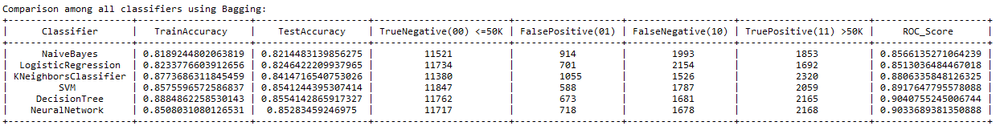 Comparison among all classifiers using Bagging:
Classifier | TrainAccuracy | TestAccuracy | TrueNegative(00) <=50K | FalsePositive(01) | FalseNegative(10) | TruePositive(11) >50K | ROC_Score
NaiveBayes | 0.8189244802063819 | 0.8214483139856275 | 11521 | 914 | 1993 | 1853 | 0.8566135271064239
LogisticRegression | 0.8233776603912656 | 0.8246422209937965 | 11734 | 701 | 2154 | 1692 | 0.8513036484467018
KNeighborsClassifier | 0.8773686311845459 | 0.8414716540753026 | 11380 | 1055 | 1526 | 2320 | 0.8806335848126325
SVM | 0.8575596572586837 | 0.8541244395307414 | 11847 | 588 | 1787 | 2059 | 0.8917647795578088
DecisionTree | 0.8884862258530143 | 0.8554142865917327 | 11762 | 673 | 1681 | 2165 | 0.9040755245006744
NeuralNetwork | 0.8508031080126531 | 0.85283459246975 | 11717 | 718 | 1678 | 2168 | 0.9033689381350888